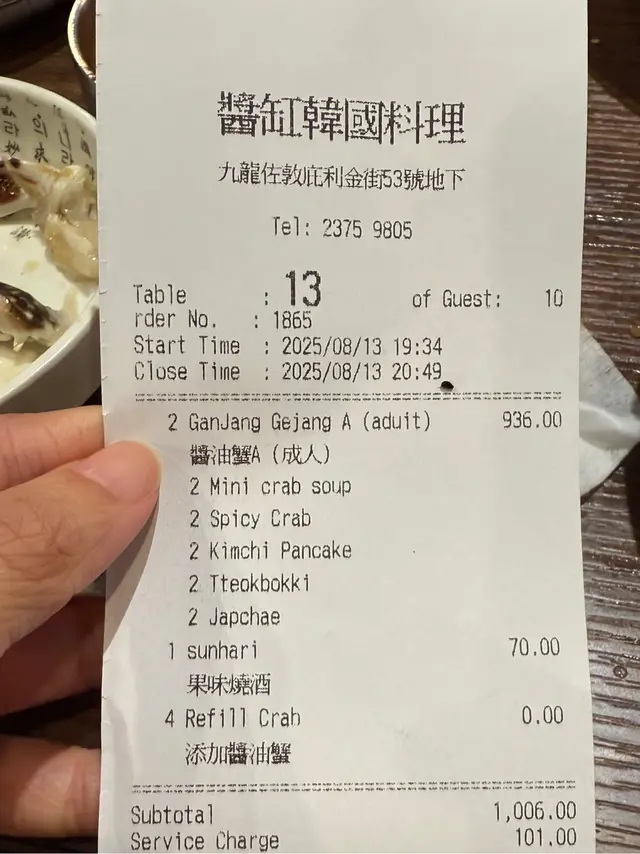 醬缸韓國料理
九龍佐敦庇利金街53號地下
Tel: 2375 9805
Table : 13 of Guest: 10
rder No. : 1865
Start Time : 2025/08/13 19:34
Close Time : 2025/08/13 20:49
2 GanJang Gejang A (aduit) 936.00
醬油蟹A (成人)
2 Mini crab soup
2 Spicy Crab
2 Kimchi Pancake
2 Tteokbokki
2 Japchae
1 sunhari 70.00
果味燒酒
4 Refill Crab 0.00
添加醬油蟹
Subtotal 1,006.00
Service Charge 101.00